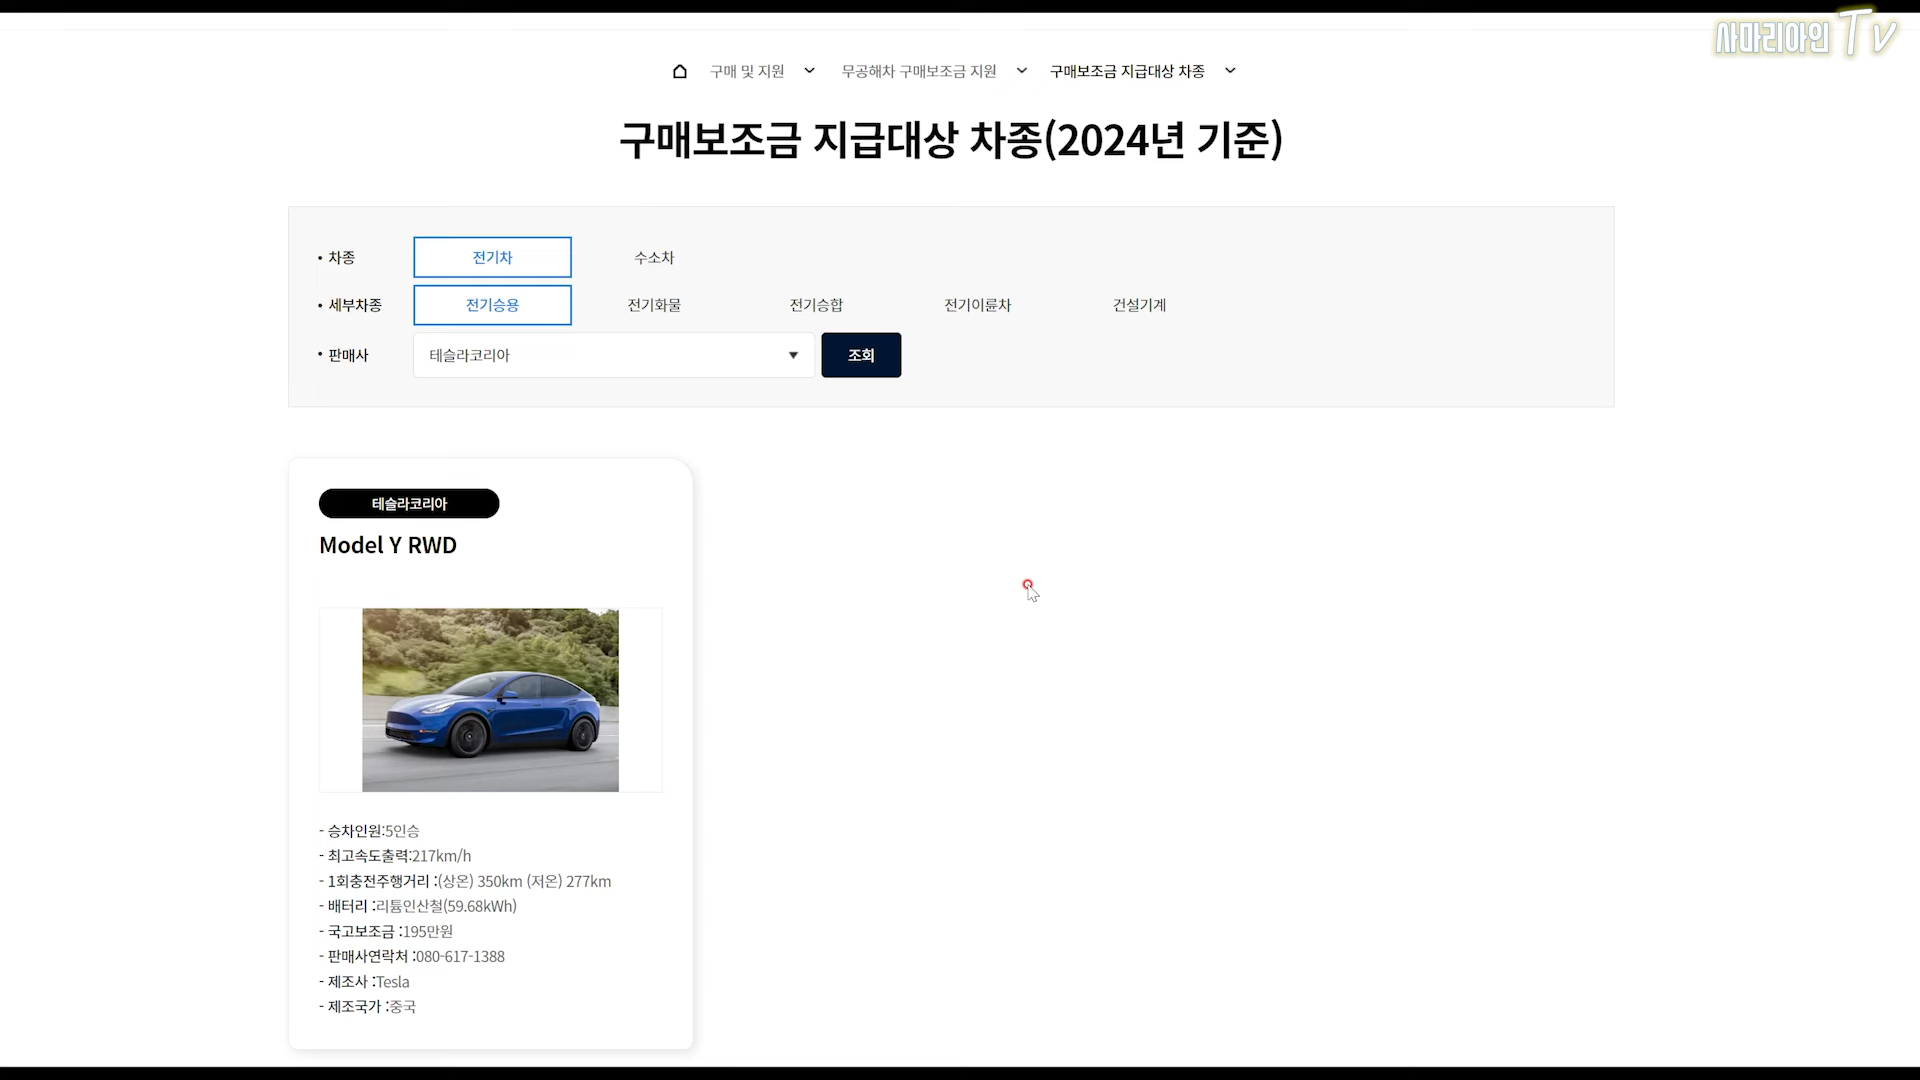 사마리아인 TV
구매 및 지원 무공해차 구매보조금 지원 구매보조금 지급대상 차종
구매보조금 지급대상 차종(2024년 기준)
• 차종 전기차 수소차
• 세부차종 전기승용 전기화물 전기승합 전기이륜차 건설기계
• 판매사 테슬라코리아 조회
테슬라코리아
Model Y RWD
- 승차인원:5인승
- 최고속도출력:217km/h
- 1회충전주행거리 :(상온) 350km (저온) 277km
- 배터리 :리튬인산철(59.68kWh)
- 국고보조금 :195만원
- 판매사연락처 :080-617-1388
- 제조사 :Tesla
- 제조국가 :중국